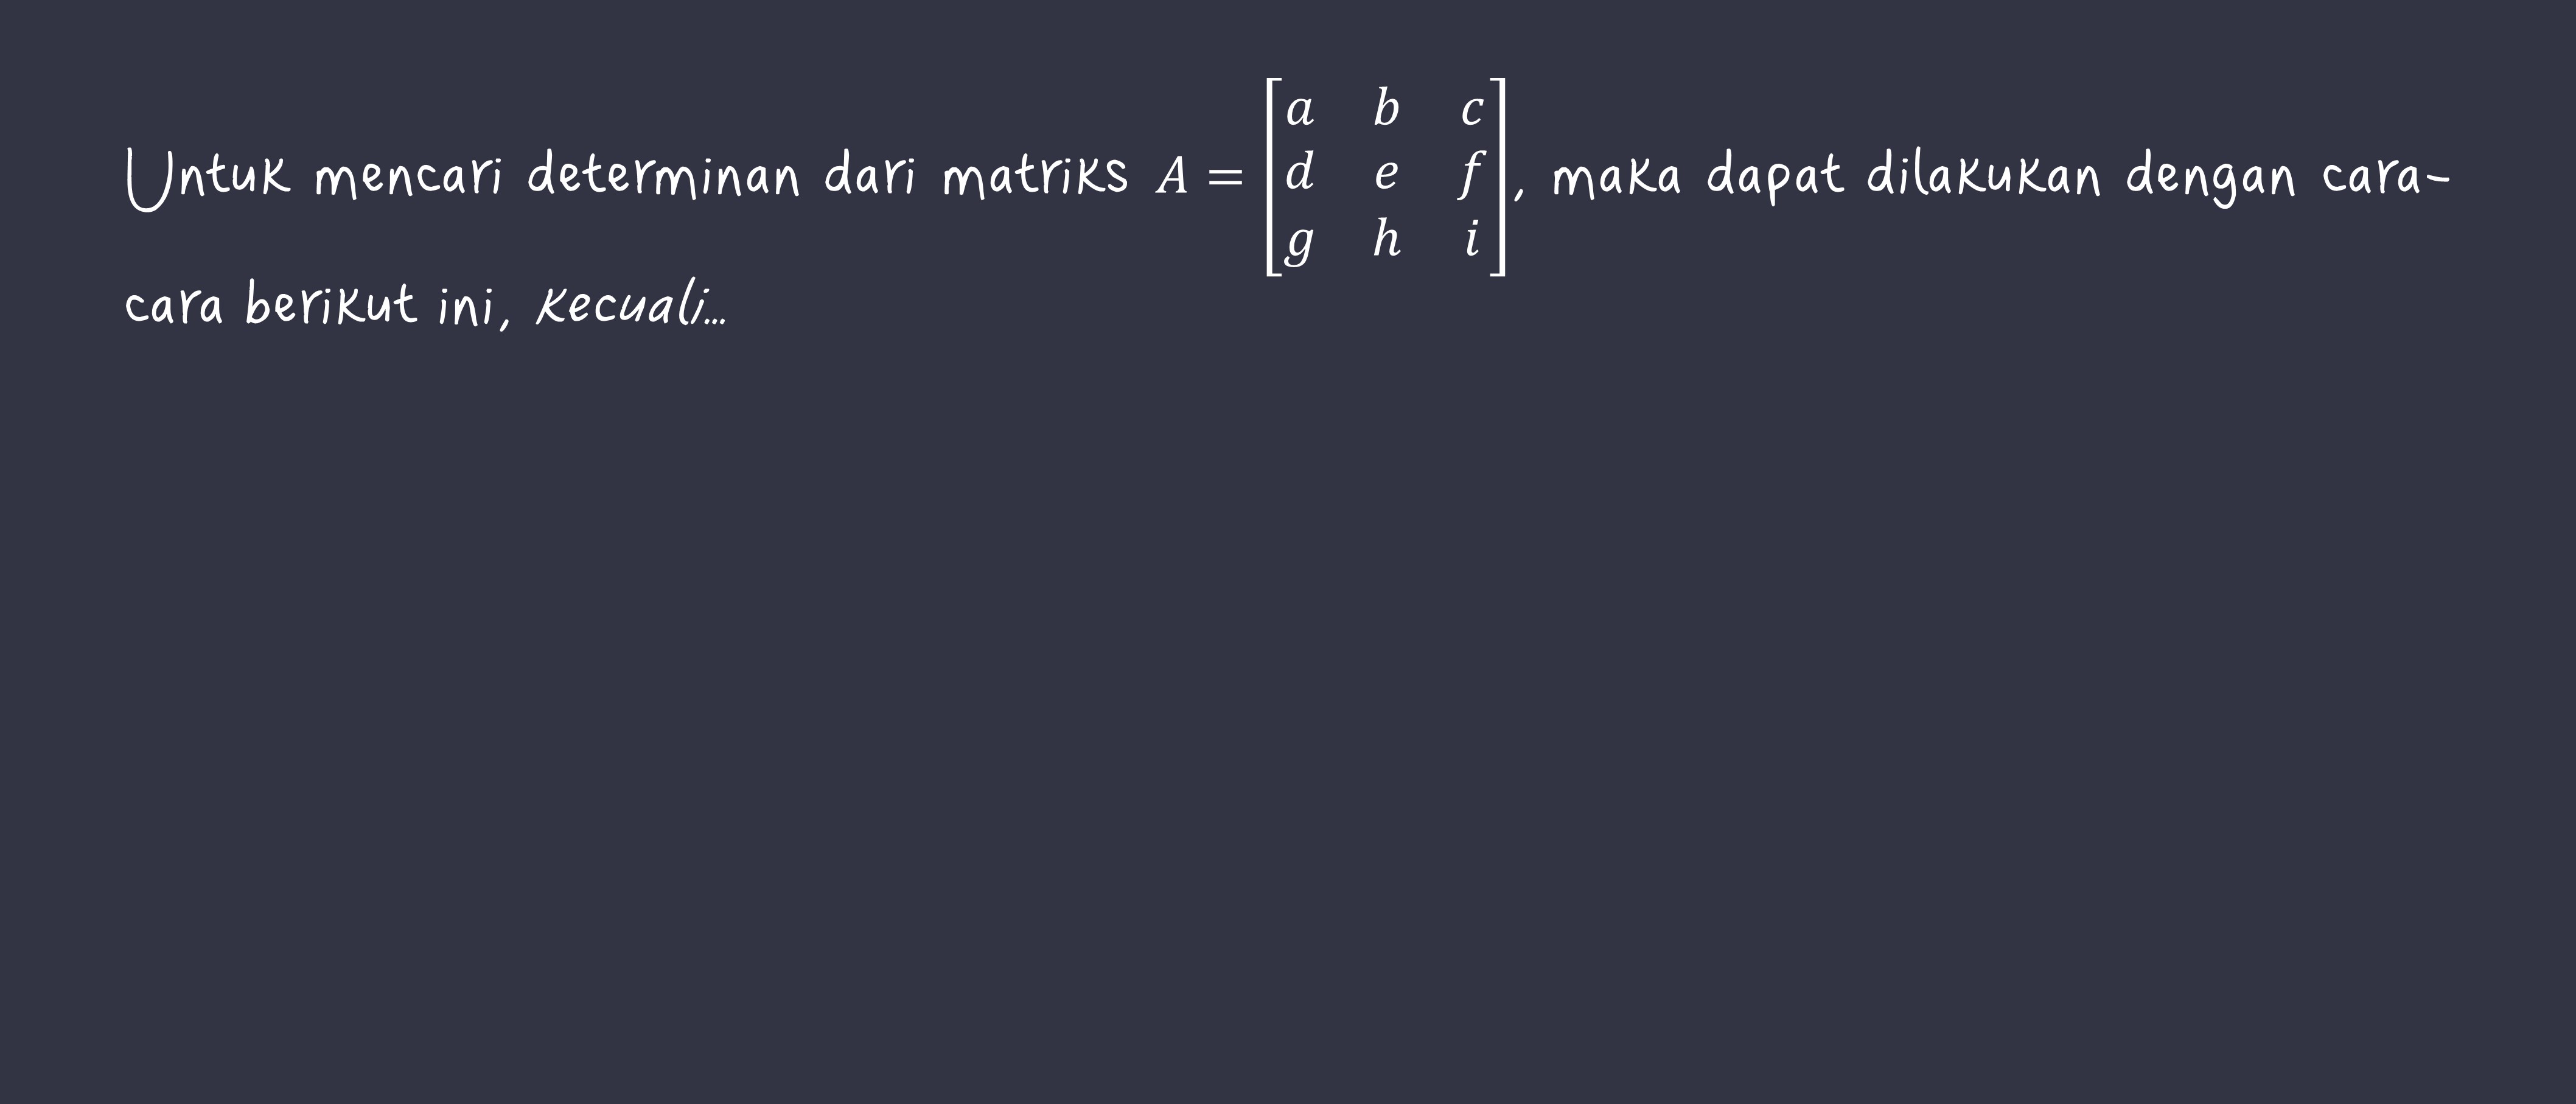 Untuk mencari determinan dari matriks $A = \begin{bmatrix} a & b & c \\ d & e & f \\ g & h & i \end{bmatrix}$, maka dapat dilakukan dengan cara-
cara berikut ini, kecuali...